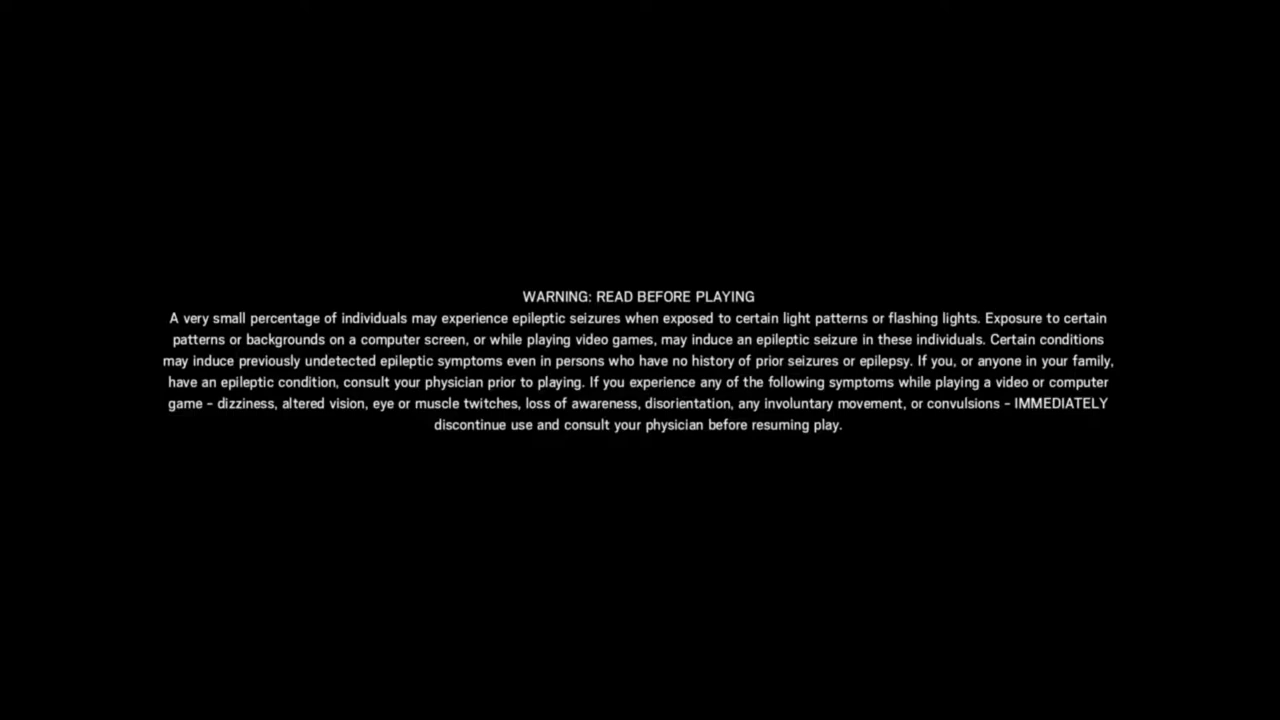 WARNING: READ BEFORE PLAYING
A very small percentage of individuals may experience epileptic seizures when exposed to certain light patterns or flashing lights. Exposure to certain
patterns or backgrounds on a computer screen, or while playing video games, may induce an epileptic seizure in these individuals. Certain conditions
may induce previously undetected epileptic symptoms even in persons who have no history of prior seizures or epilepsy. If you, or anyone in your family,
have an epileptic condition, consult your physician prior to playing. If you experience any of the following symptoms while playing a video or computer
game - dizziness, altered vision, eye or muscle twitches, loss of awareness, disorientation, any involuntary movement, or convulsions - IMMEDIATELY
discontinue use and consult your physician before resuming play.